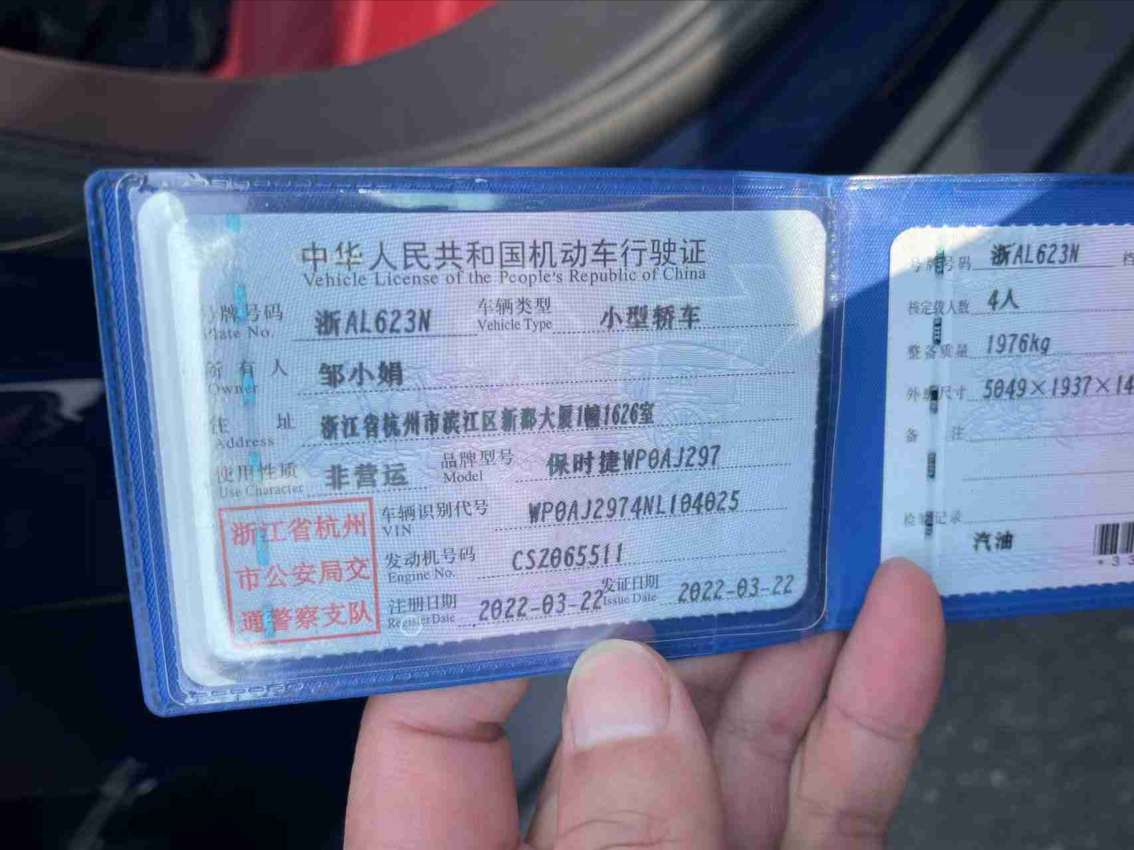 中华人民共和国机动车行驶证
Vehicle License of the People's Republic of China
号牌号码 浙AL623N 车辆类型 小型轿车
Plate No. Vehicle Type
所有人 邹小娟
Owner
住址 浙江省杭州市滨江区新都大厦1幢1626室
Address
使用性质 非营运 品牌型号 保时捷WP0AJ297
Use Character Model
浙江省杭州
市公安局交
通警察支队
车辆识别代号 WP0AJ2974NL104025
VIN
发动机号码 CSZ065511
Engine No.
注册日期 2022-03-22 发证日期 2022-03-22
Register Date Issue Date
号牌号码 浙AL623N 档
核定载人数 4人
整备质量 1976kg
外廓尺寸 5049×1937×14
备注
检验记录
汽油